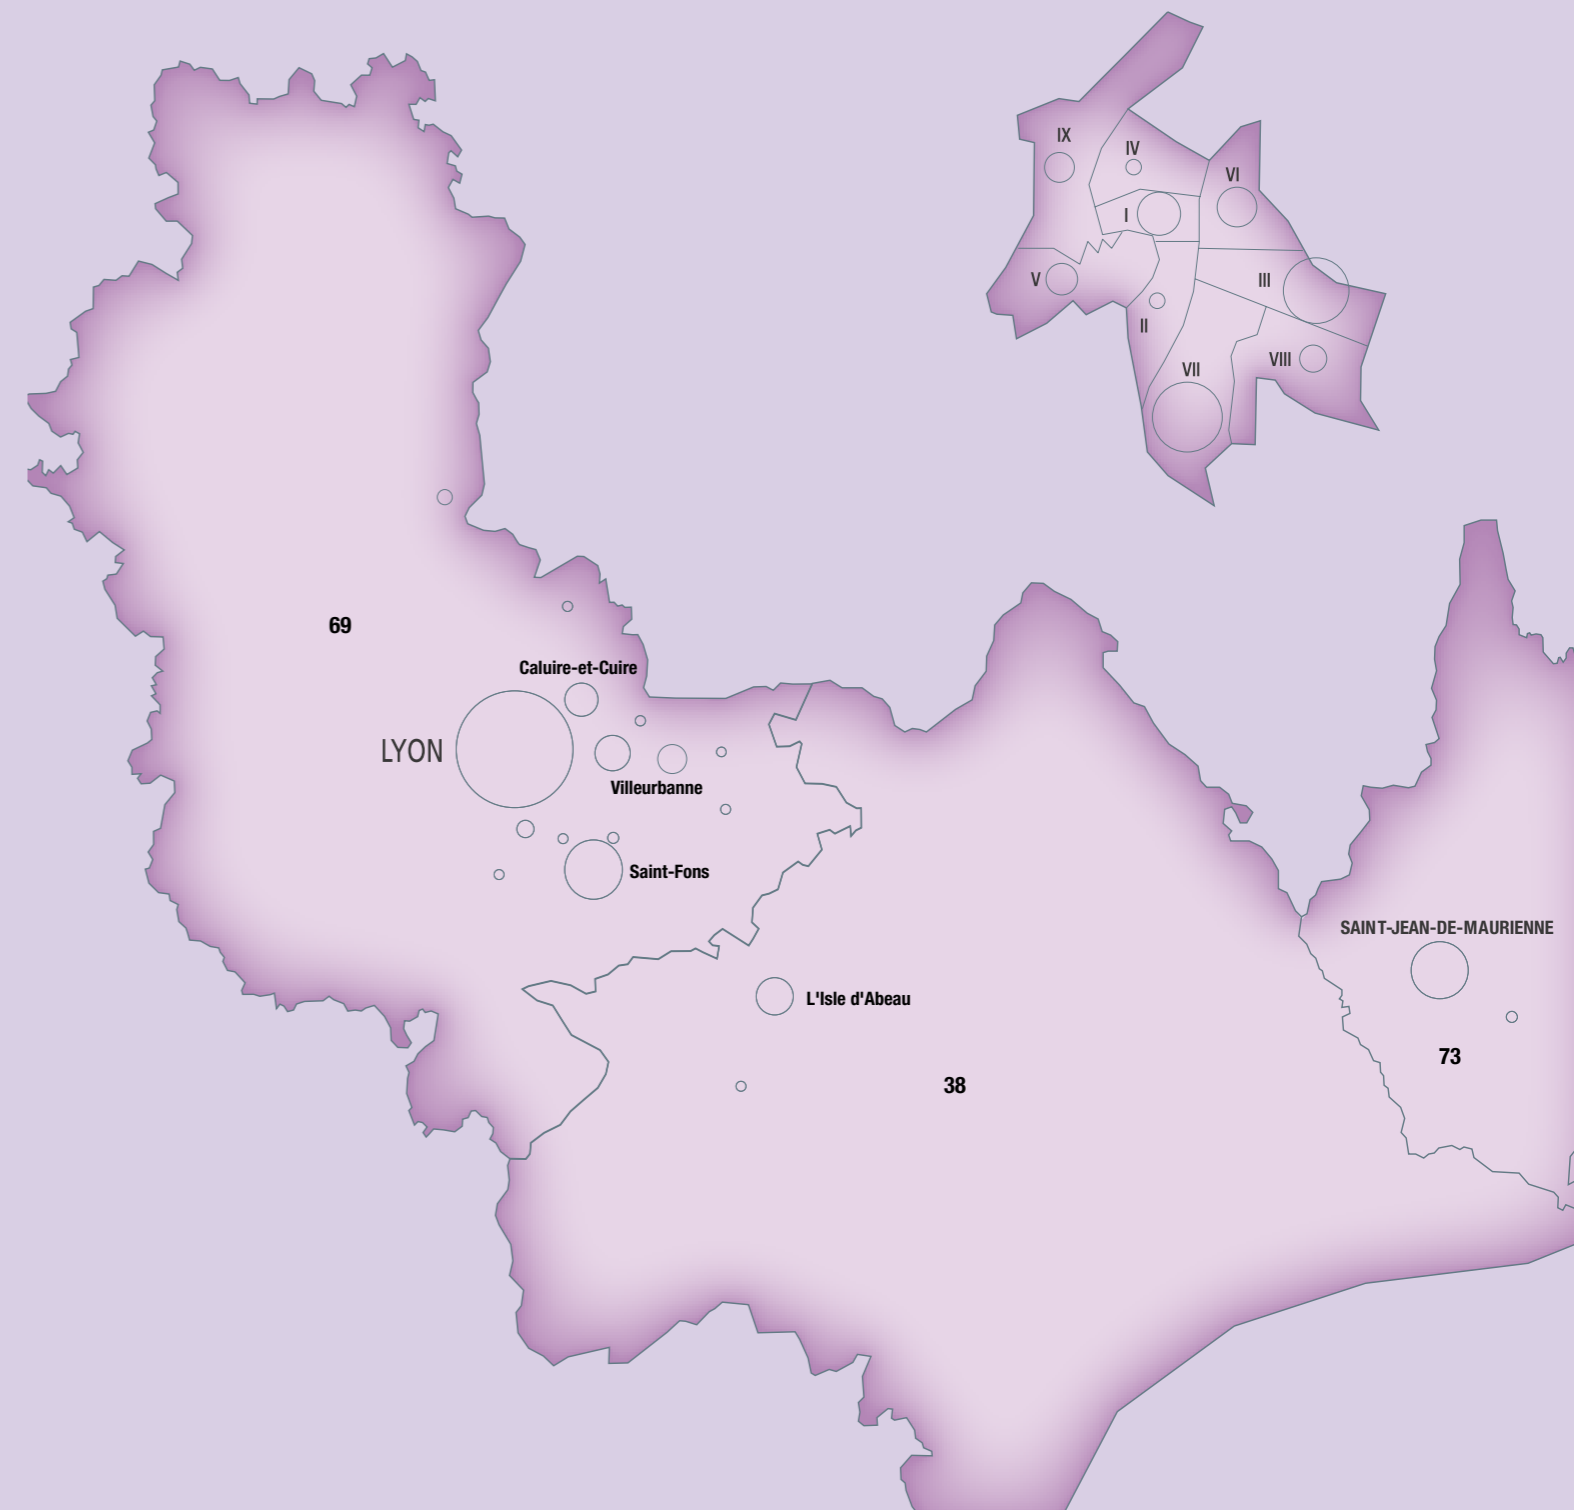 IX
IV
VI
I
V
III
II
VIII
VII
69
Caluire-et-Cuire
LYON
Villeurbanne
Saint-Fons
SAINT-JEAN-DE-MAURIENNE
L'Isle d'Abeau
73
38